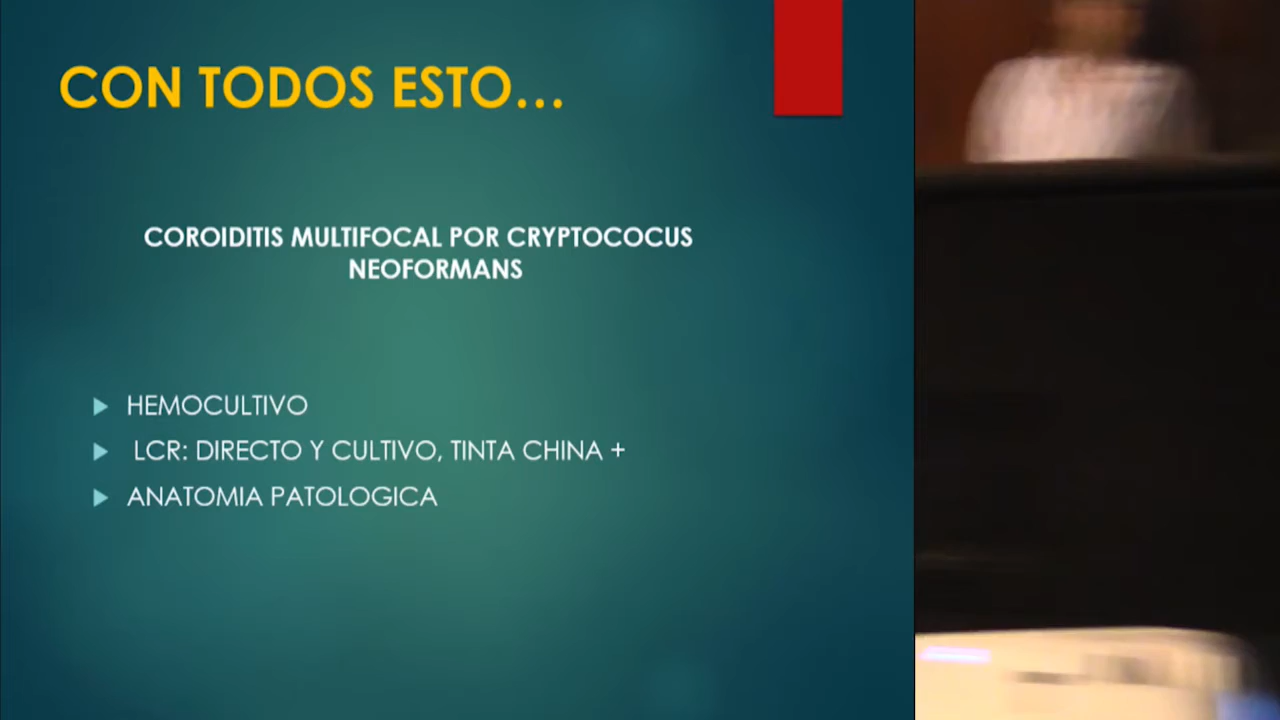 CON TODOS ESTO...
COROIDITIS MULTIFOCAL POR CRYPTOCOCUS
NEOFORMANS
HEMOCULTIVO
LCR: DIRECTO Y CULTIVO, TINTA CHINA +
ANATOMIA PATOLOGICA